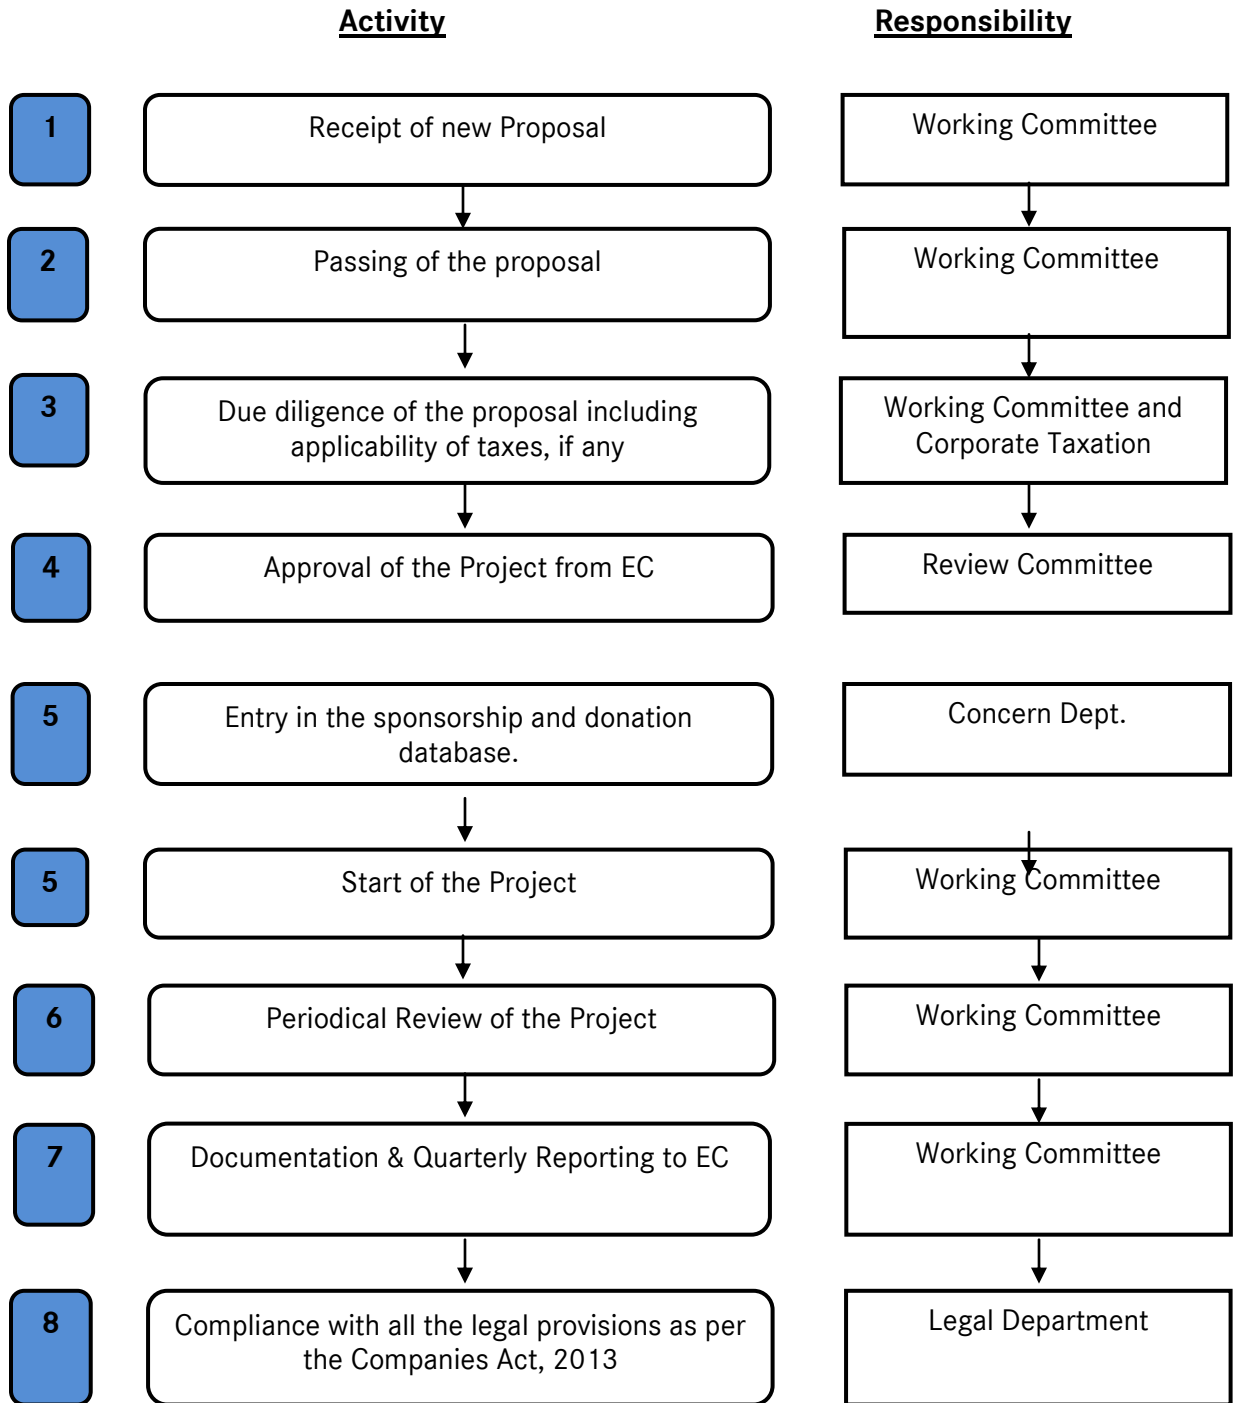 Activity Responsibility
1 Receipt of new Proposal Working Committee
2 Passing of the proposal Working Committee
3 Due diligence of the proposal including Working Committee and
applicability of taxes, if any Corporate Taxation
4 Approval of the Project from EC Review Committee
5 Entry in the sponsorship and donation Concern Dept.
database.
5 Start of the Project Working Committee
6 Periodical Review of the Project Working Committee
7 Documentation & Quarterly Reporting to EC Working Committee
8 Compliance with all the legal provisions as per Legal Department
the Companies Act, 2013